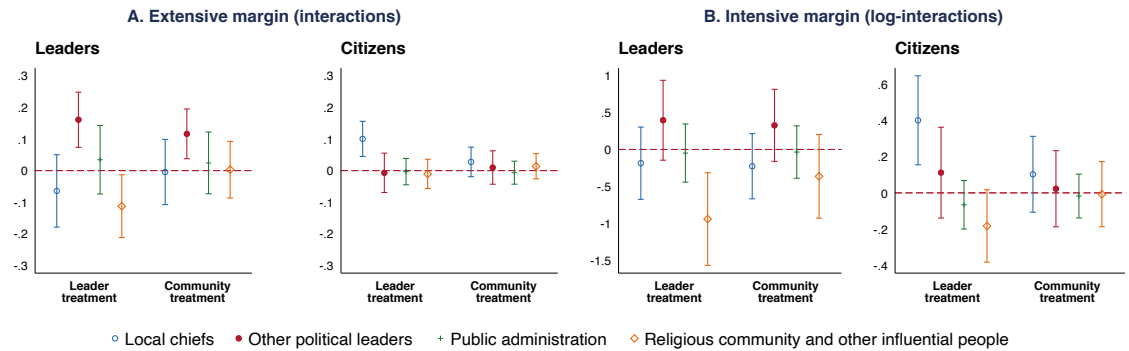 A. Extensive margin (interactions)
B. Intensive margin (log-interactions)
Leaders
Citizens
Leaders
Citizens
.3
.2
.1
0
-.1
-.2
-.3
Leader treatment
Community treatment
.3
.2
.1
0
-.1
-.2
-.3
Leader treatment
Community treatment
1
.5
0
-.5
-1
-1.5
Leader treatment
Community treatment
.6
.4
.2
0
-.2
-.4
Leader treatment
Community treatment
Local chiefs Other political leaders Public administration Religious community and other influential people